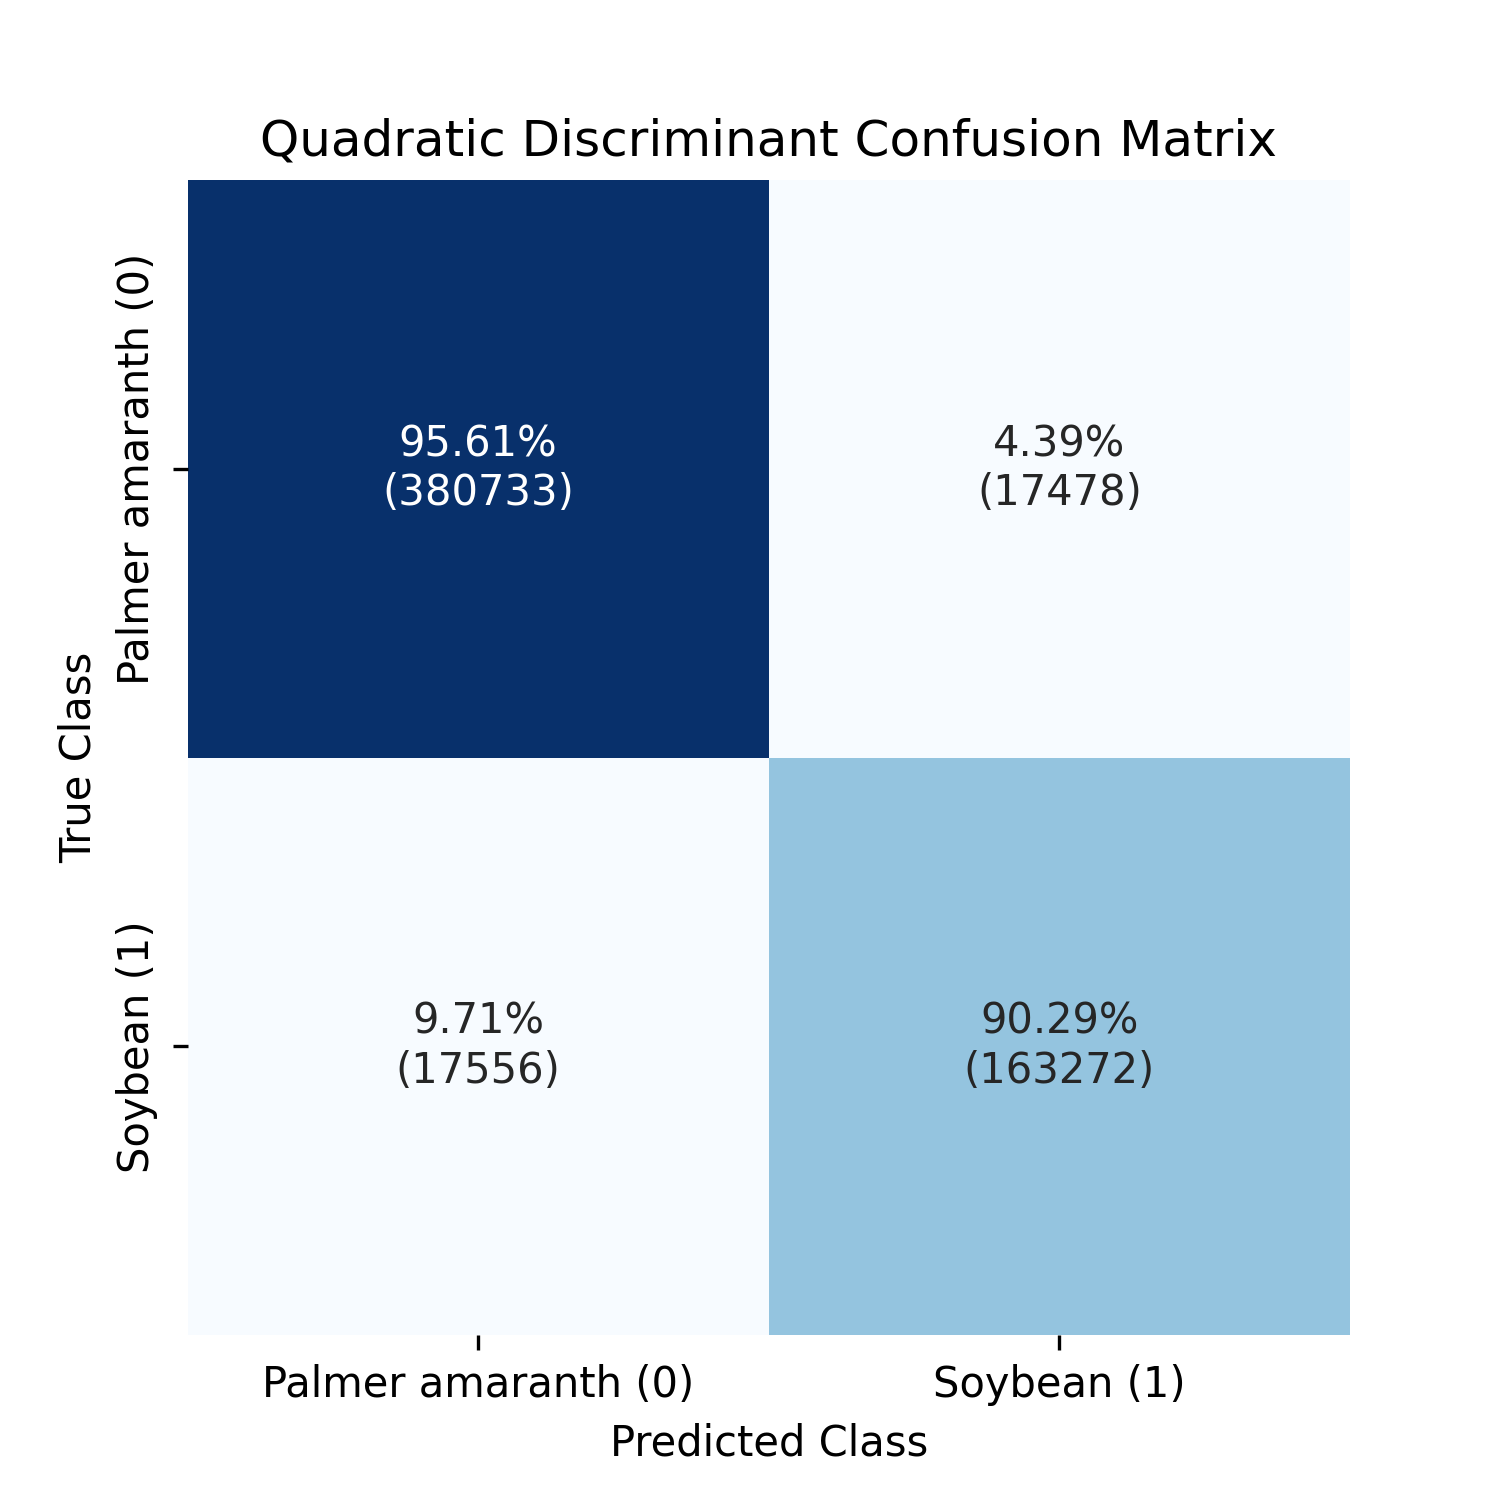 Quadratic Discriminant Confusion Matrix
True Class
Palmer amaranth (0)
95.61%
(380733)
4.39%
(17478)
Soybean (1)
9.71%
(17556)
90.29%
(163272)
Palmer amaranth (0)
Soybean (1)
Predicted Class